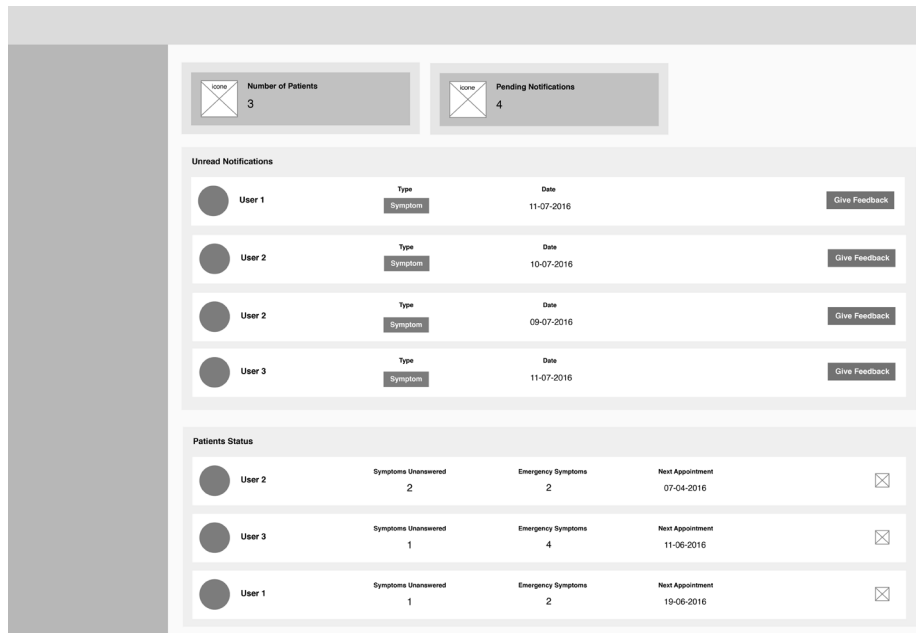 icone
Number of Patients
3
icone
Pending Notifications
4
Unread Notifications
User 1
Type
Symptom
Date
11-07-2016
Give Feedback
User 2
Type
Symptom
Date
10-07-2016
Give Feedback
User 2
Type
Symptom
Date
09-07-2016
Give Feedback
User 3
Type
Symptom
Date
11-07-2016
Give Feedback
Patients Status
User 2
Symptoms Unanswered
2
Emergency Symptoms
2
Next Appointment
07-04-2016
User 3
Symptoms Unanswered
1
Emergency Symptoms
4
Next Appointment
11-06-2016
User 1
Symptoms Unanswered
1
Emergency Symptoms
2
Next Appointment
19-06-2016